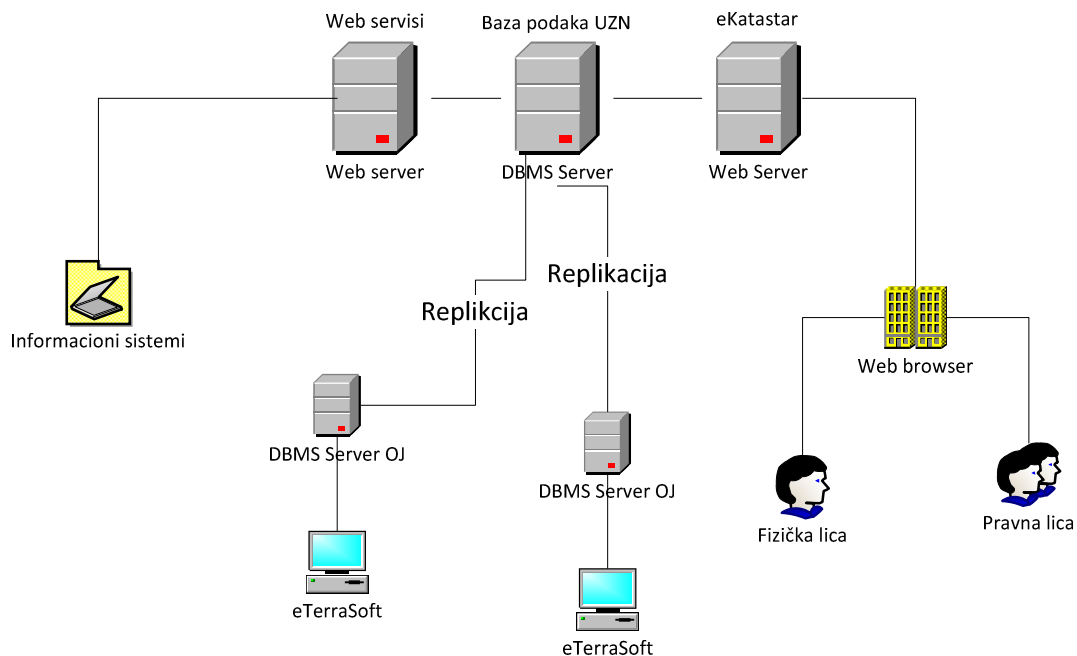 Web servisi
Baza podaka UZN
eKatastar
Web server
DBMS Server
Web Server
Replikacija
Replikcija
Informacioni sistemi
Web browser
DBMS Server OJ
DBMS Server OJ
Fizička lica
Pravna lica
eTerraSoft
eTerraSoft